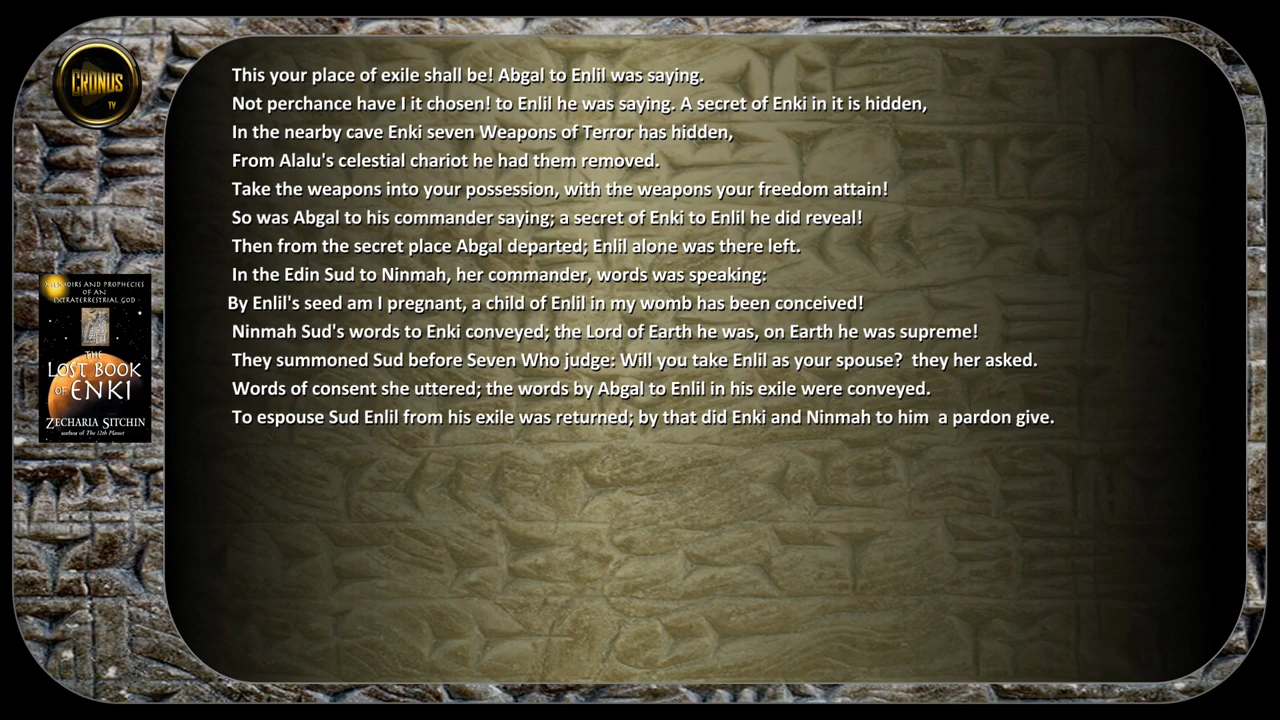 CRONUS
TV
This your place of exile shall be! Abgal to Enlil was saying.
Not perchance have I it chosen! to Enlil he was saying. A secret of Enki in it is hidden,
In the nearby cave Enki seven Weapons of Terror has hidden,
From Alalu's celestial chariot he had them removed.
Take the weapons into your possession, with the weapons your freedom attain!
So was Abgal to his commander saying; a secret of Enki to Enlil he did reveal!
Then from the secret place Abgal departed; Enlil alone was there left.
In the Edin Sud to Ninmah, her commander, words was speaking:
By Enlil's seed am I pregnant, a child of Enlil in my womb has been conceived!
Ninmah Sud's words to Enki conveyed; the Lord of Earth he was, on Earth he was supreme!
They summoned Sud before Seven Who judge: Will you take Enlil as your spouse?  they her asked.
Words of consent she uttered; the words by Abgal to Enlil in his exile were conveyed.
To espouse Sud Enlil from his exile was returned; by that did Enki and Ninmah to him  a pardon give.
MEMOIRS AND PROPHECIES
OF AN
EXTRATERRESTRIAL GOD
THE
LOST BOOK
OF ENKI
ZECHARIA SITCHIN
author of The 12th Planet